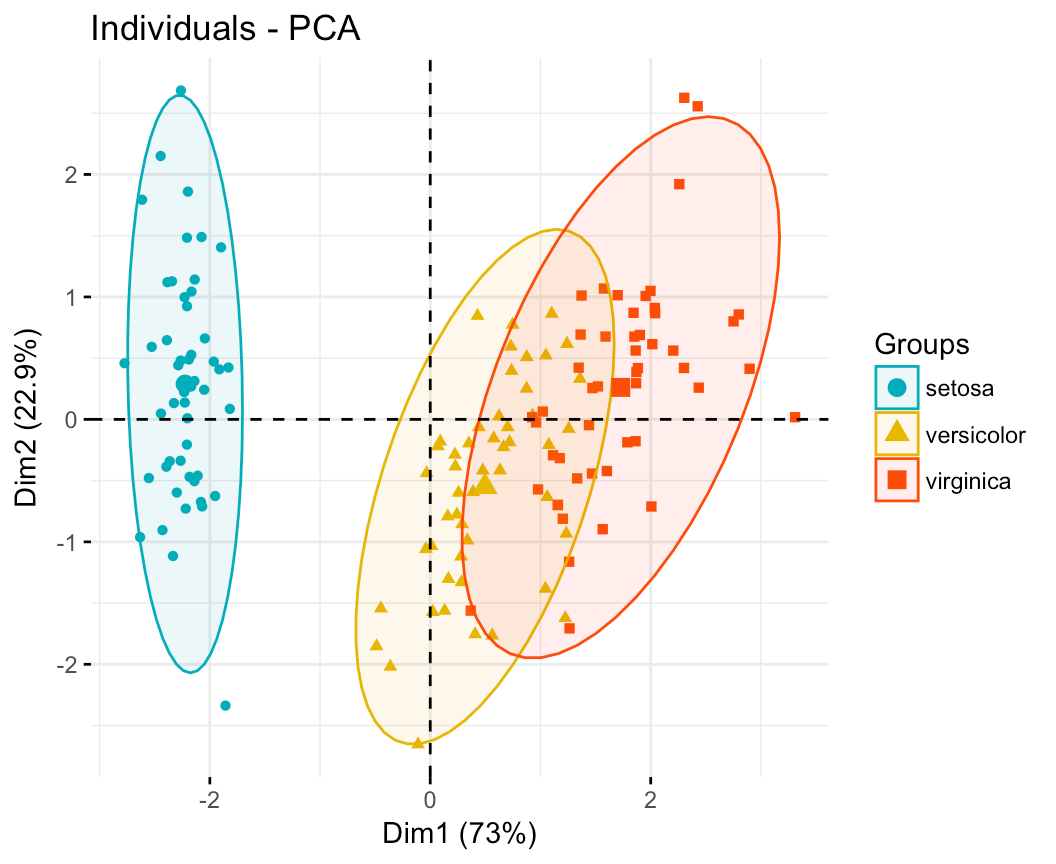 Individuals - PCA
Dim2 (22.9%)
2
1
0
-1
-2
-2
0
2
Dim1 (73%)
Groups
setosa
versicolor
virginica